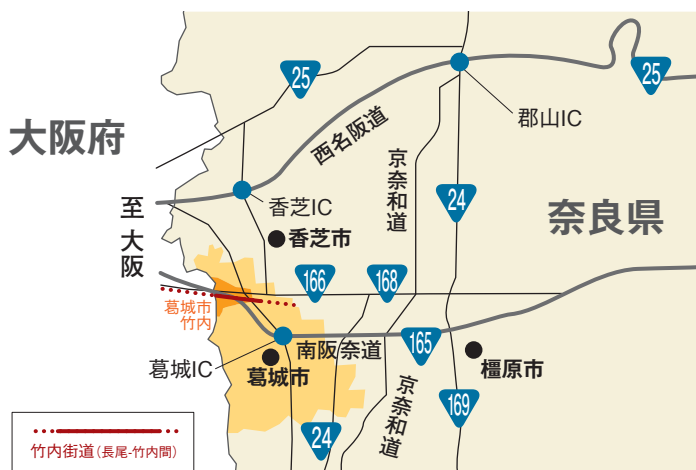 25
25
郡山IC
大阪府
西名阪道
京奈和道
24
至大阪
香芝IC
奈良県
香芝市
166
168
葛城市
竹内
南阪奈道
165
葛城IC
葛城市
橿原市
京奈和道
169
24
竹内街道(長尾-竹内間)